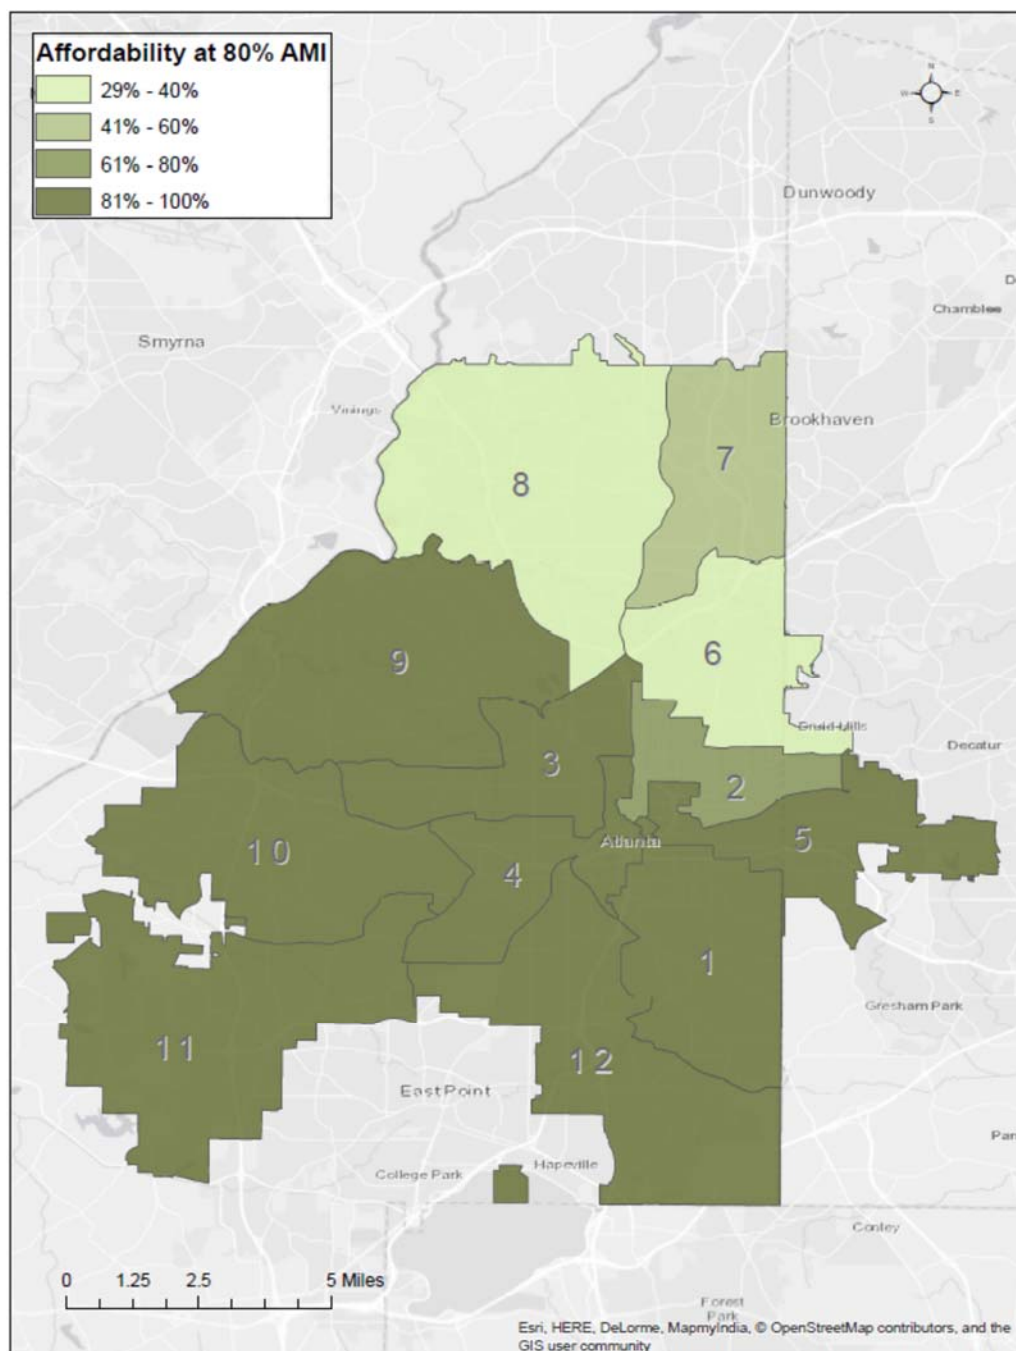 Affordability at 80% AMI
29% - 40%
41% - 60%
61% - 80%
81% - 100%
N
W E
S
Dunwoody
D
Chamblee
Smyrna
Vinings
Brookhaven
7
8
6
9
Druid Hills
Decatur
3
2
5
Atlanta
10
4
1
Gresham Park
11
12
East Point
Pan
Hapeville
College Park
Conley
0 1.25 2.5 5 Miles
Forest
Park
Esri, HERE, DeLorme, MapmyIndia, © OpenStreetMap contributors, and the
GIS user community